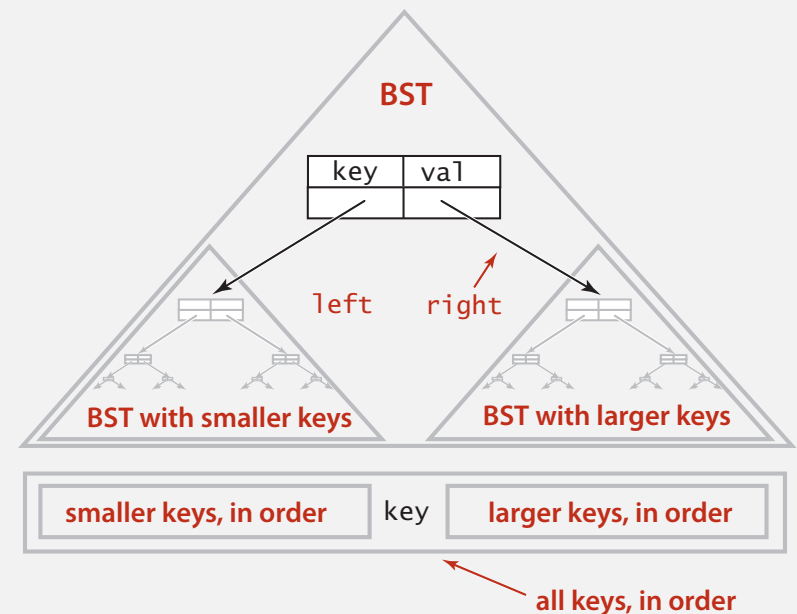 BST
key val
left right
BST with smaller keys BST with larger keys
smaller keys, in order key larger keys, in order
all keys, in order